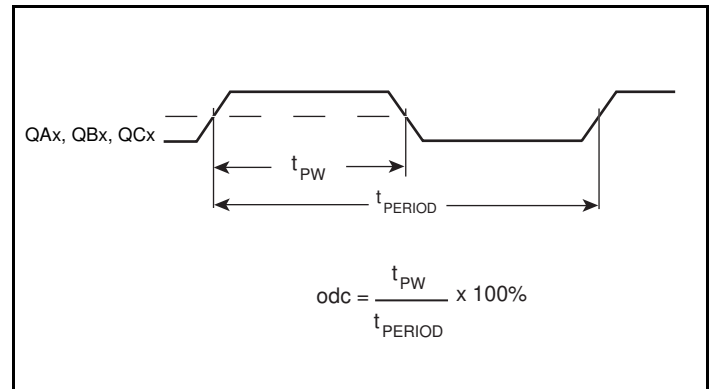 QAx, QBx, QCx
tPW
tPERIOD
odc = tPW / tPERIOD x 100%